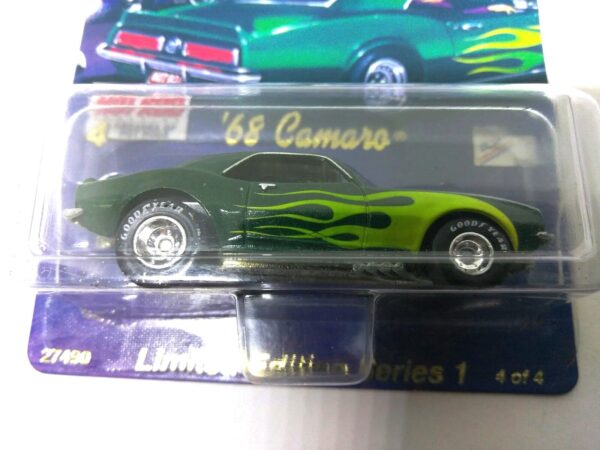 '68 Camaro®
GOODYEAR
GOODYEAR
27490
Limited Edition Series 1
4 of 4